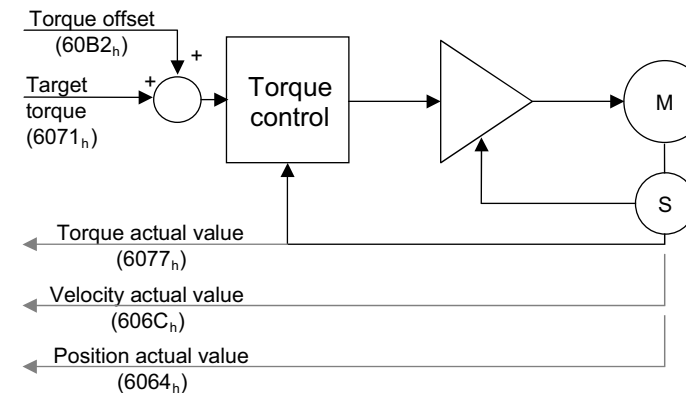 Torque offset
(60B2h)
+
+
Target
torque
(6071h)
Torque
control
M
S
Torque actual value
(6077h)
Velocity actual value
(606Ch)
Position actual value
(6064h)